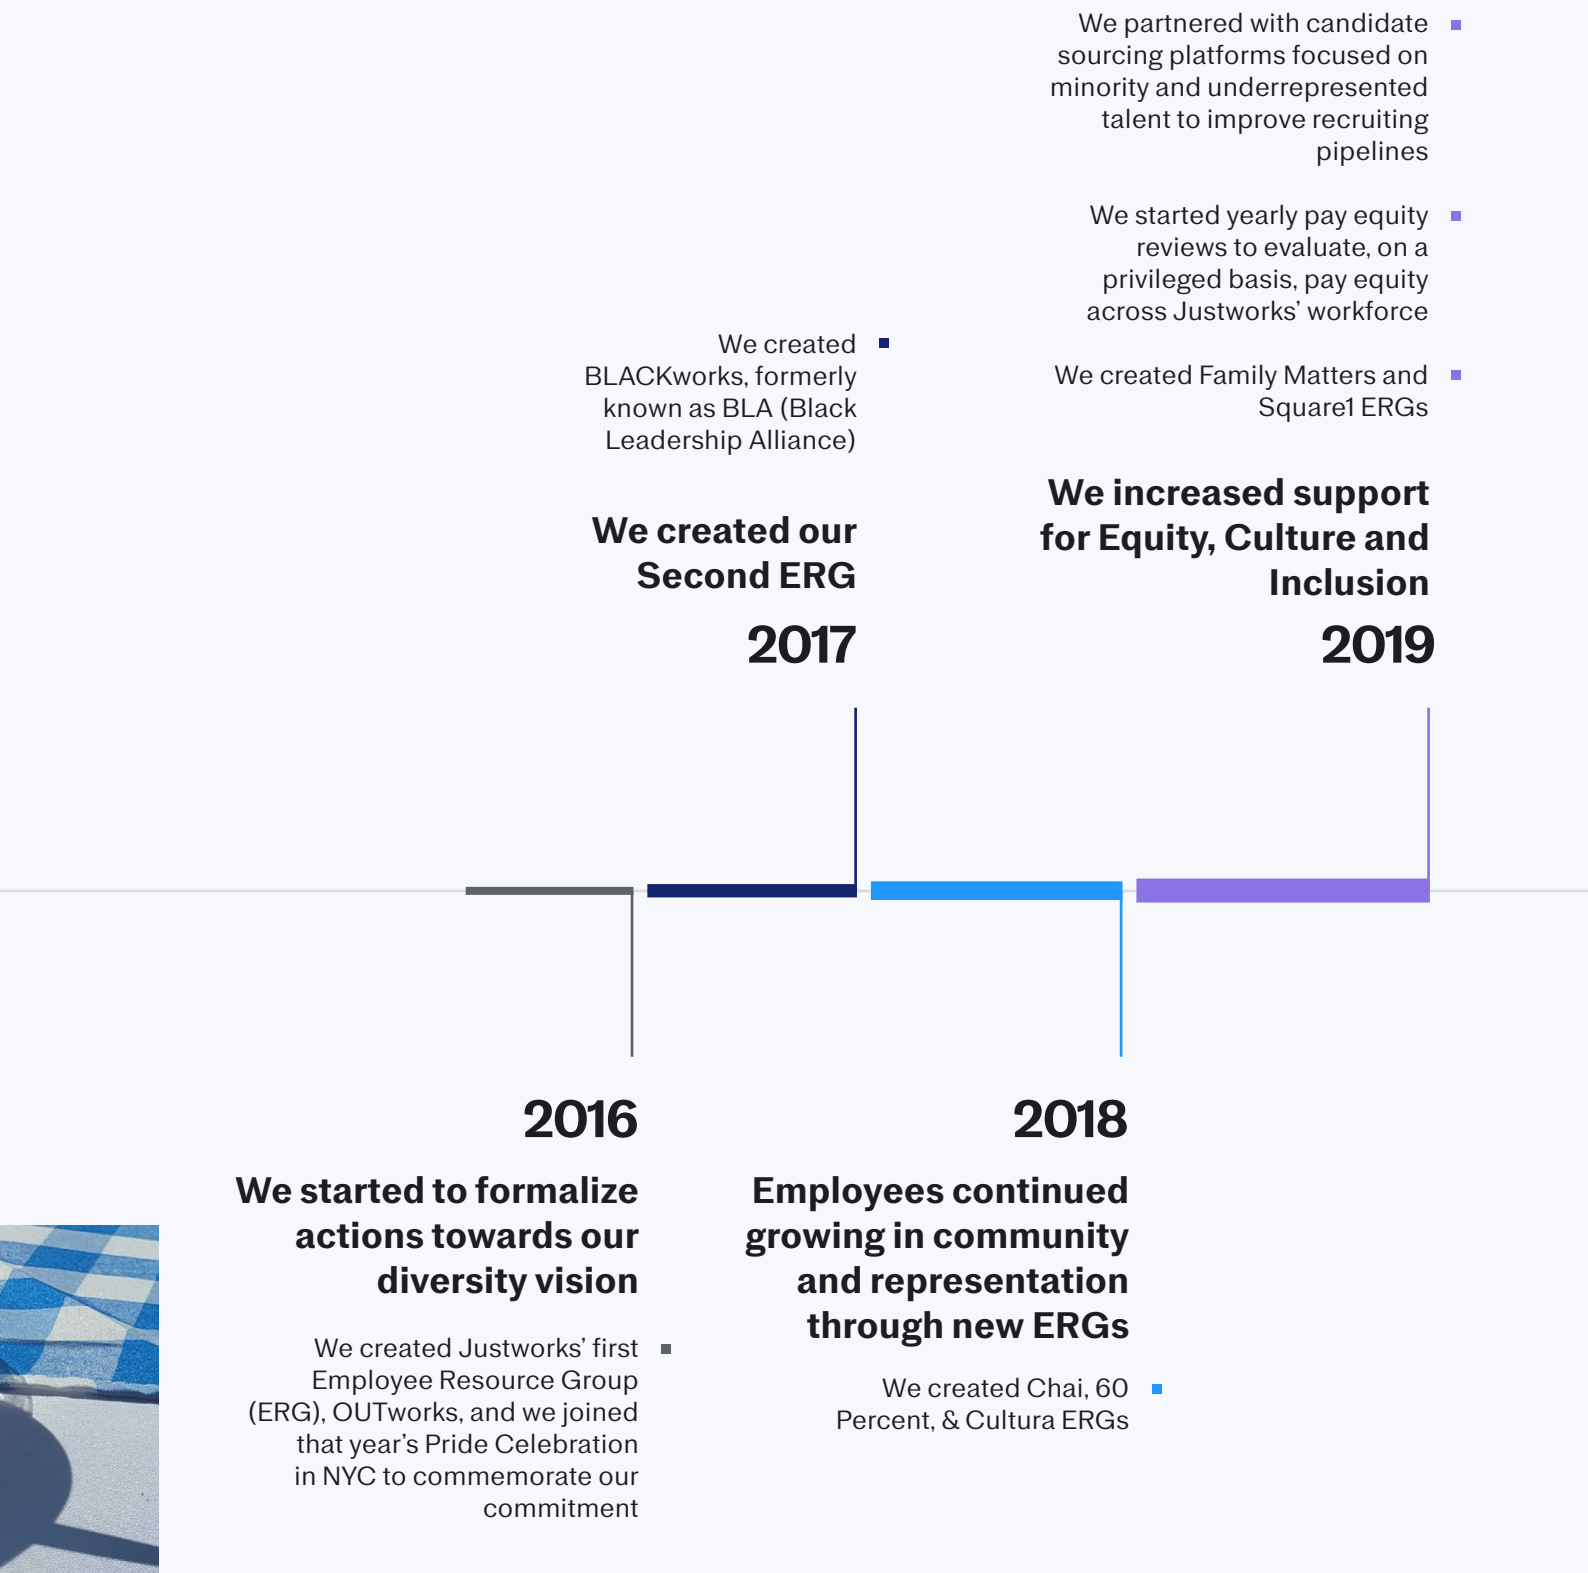 We partnered with candidate
sourcing platforms focused on
minority and underrepresented
talent to improve recruiting
pipelines
We started yearly pay equity
reviews to evaluate, on a
privileged basis, pay equity
across Justworks’ workforce
We created Family Matters and
Square1 ERGs
We increased support
for Equity, Culture and
Inclusion
2019
We created
BLACKworks, formerly
known as BLA (Black
Leadership Alliance)
We created our
Second ERG
2017
2016
We started to formalize
actions towards our
diversity vision
We created Justworks’ first
Employee Resource Group
(ERG), OUTworks, and we joined
that year’s Pride Celebration
in NYC to commemorate our
commitment
2018
Employees continued
growing in community
and representation
through new ERGs
We created Chai, 60
Percent, & Cultura ERGs